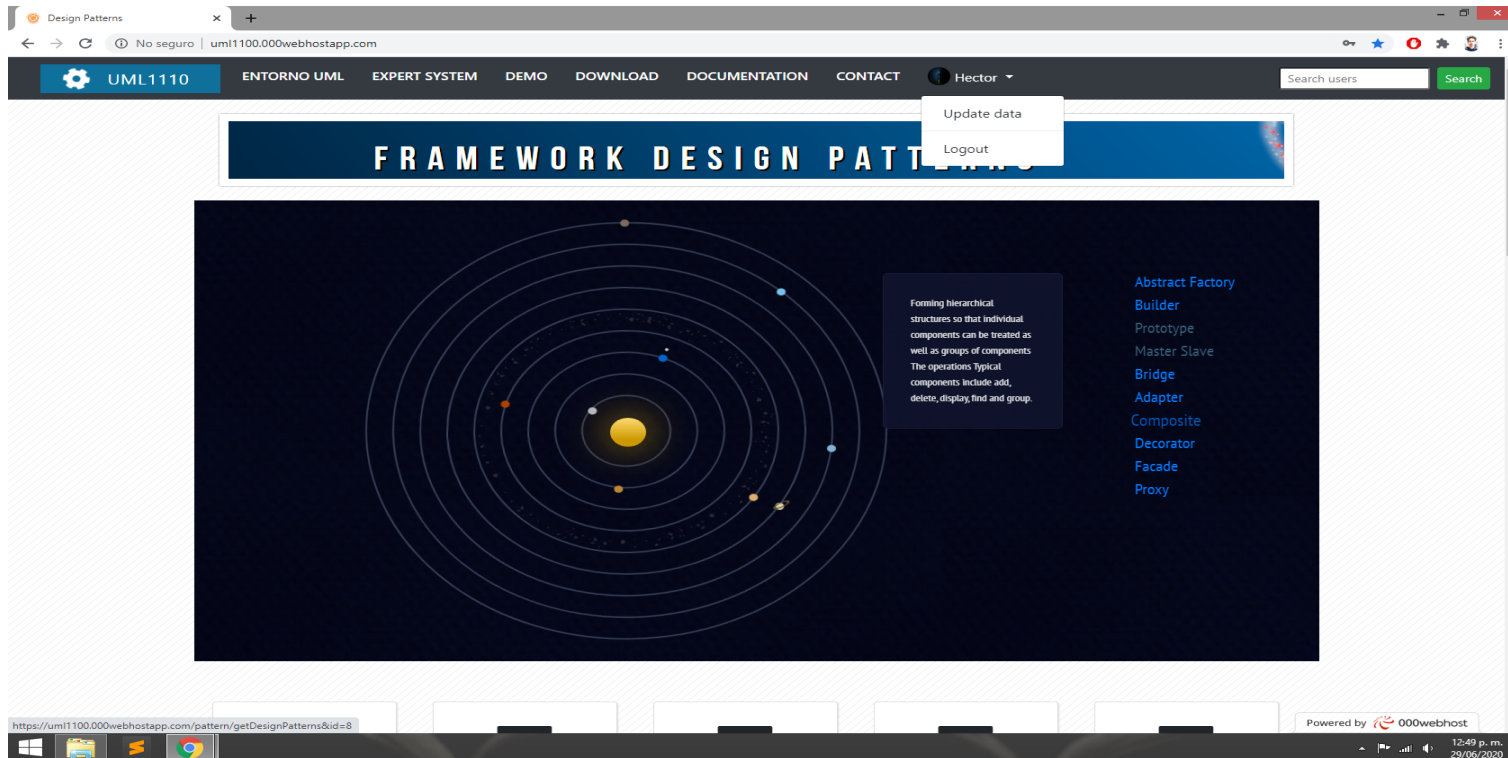 Design Patterns
No seguro
uml1100.000webhostapp.com
UML1110
ENTORNO UML
EXPERT SYSTEM
DEMO
DOWNLOAD
DOCUMENTATION
CONTACT
Hector
Search users
Search
Update data
Logout
FRAMEWORK DESIGN
Forming hierarchical
structures so that individual
components can be treated as
well as groups of components
The operations Typical
components include add,
delete, display, find and group.
Abstract Factory
Builder
Prototype
Master Slave
Bridge
Adapter
Composite
Decorator
Facade
Proxy
https://uml1100.000webhostapp.com/pattern/getDesignPatterns&id=8
Powered by 000webhost
12:49 p. m.
29/06/2020